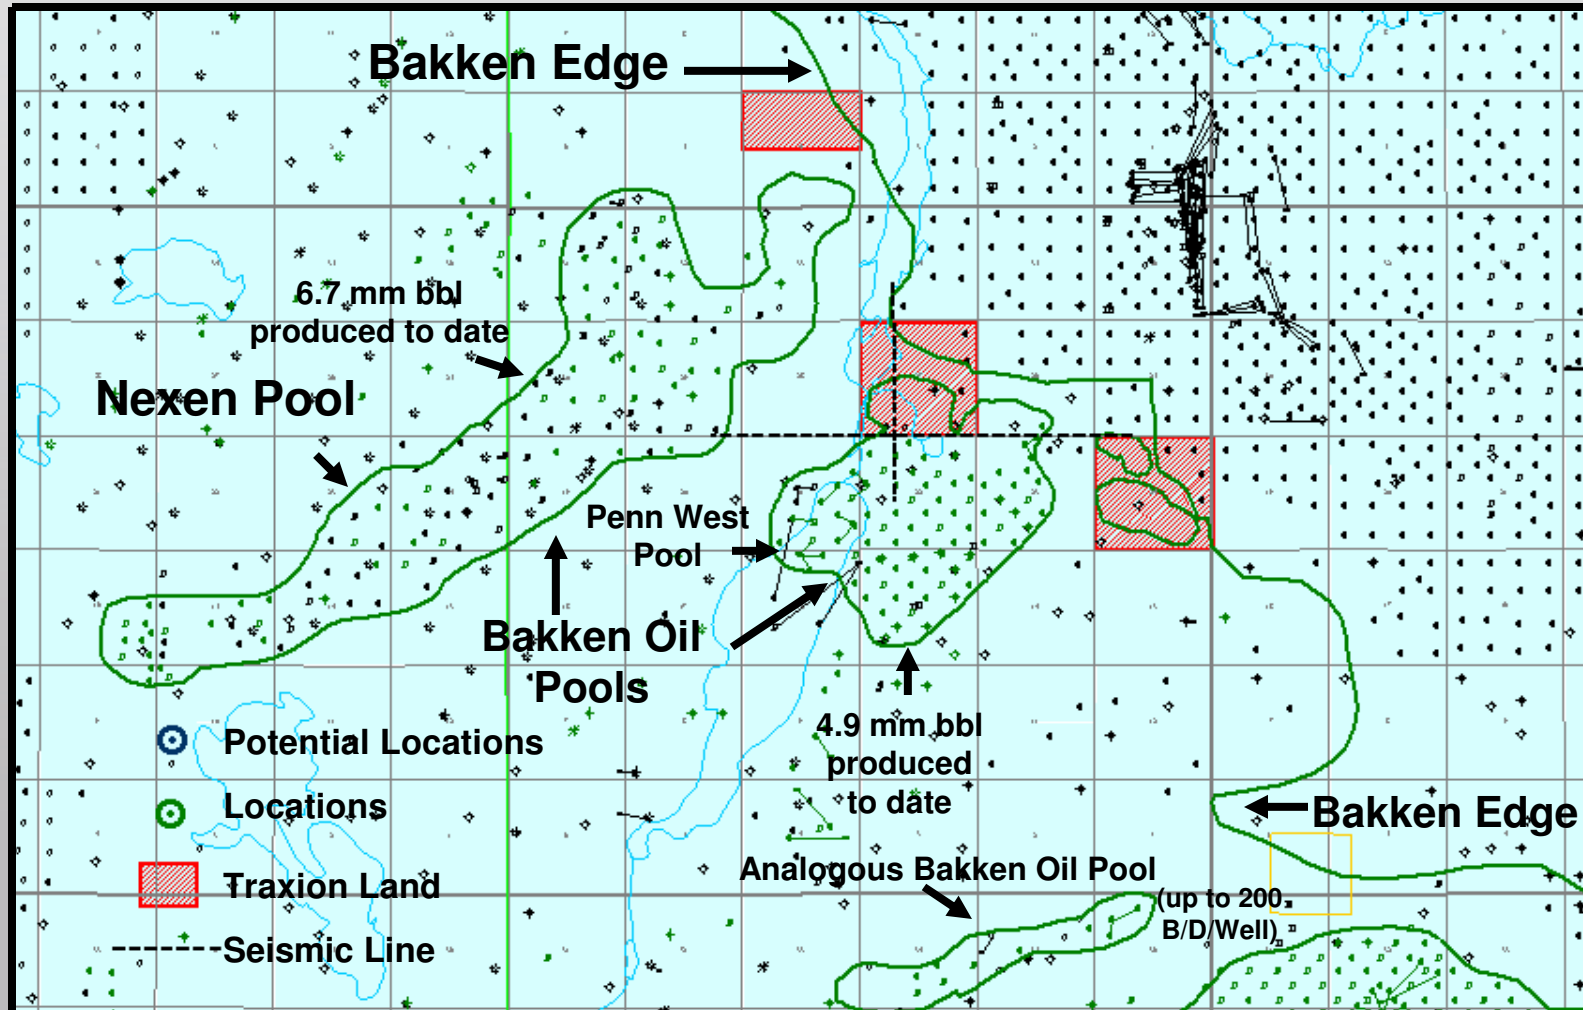 Bakken Edge
6.7 mm bbl
produced to date
Nexen Pool
Penn West
Pool
Bakken Oil
Pools
4.9 mm bbl
produced
to date
Potential Locations
Locations
Traxion Land
Seismic Line
Bakken Edge
Analogous Bakken Oil Pool
(up to 200
B/D/Well)